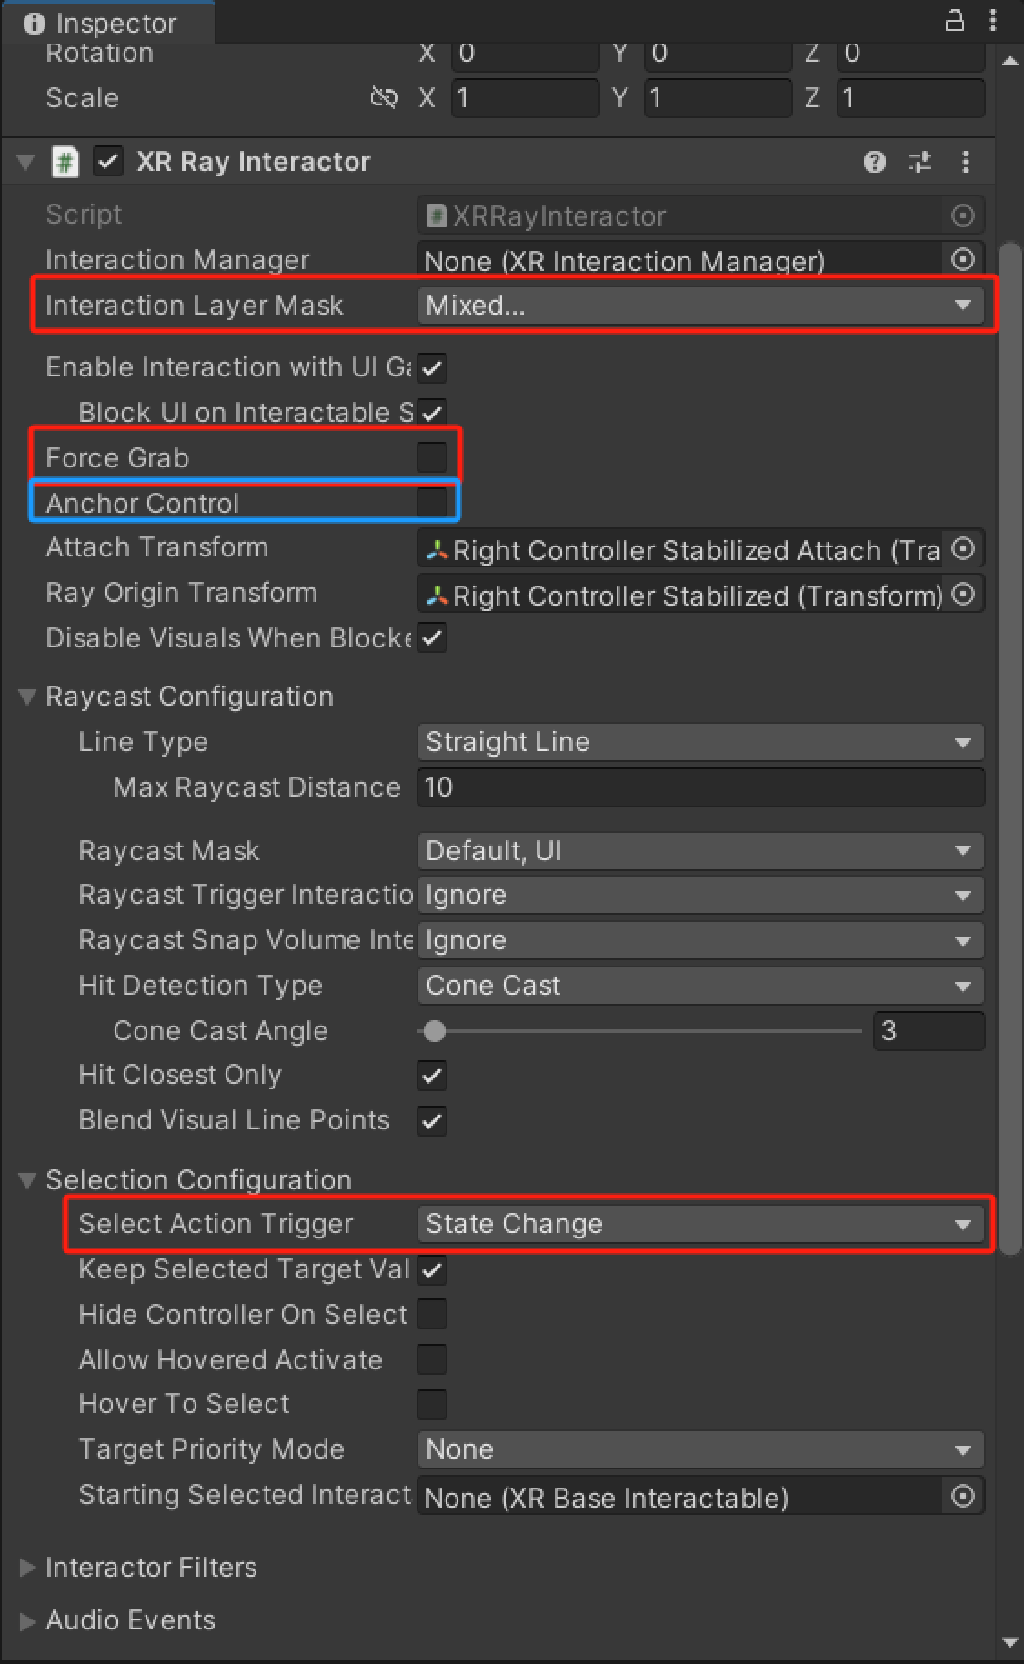 Inspector
Rotation X 0 Y 0 Z 0
Scale X 1 Y 1 Z 1
# XR Ray Interactor
Script # XRRayInteractor
Interaction Manager None (XR Interaction Manager)
Interaction Layer Mask Mixed...
Enable Interaction with UI Ga
Block UI on Interactable S
Force Grab
Anchor Control
Attach Transform Right Controller Stabilized Attach (Tra
Ray Origin Transform Right Controller Stabilized (Transform)
Disable Visuals When Blocke
Raycast Configuration
Line Type Straight Line
Max Raycast Distance 10
Raycast Mask Default, UI
Raycast Trigger Interactio Ignore
Raycast Snap Volume Inte Ignore
Hit Detection Type Cone Cast
Cone Cast Angle 3
Hit Closest Only
Blend Visual Line Points
Selection Configuration
Select Action Trigger State Change
Keep Selected Target Val
Hide Controller On Select
Allow Hovered Activate
Hover To Select
Target Priority Mode None
Starting Selected Interact None (XR Base Interactable)
Interactor Filters
Audio Events